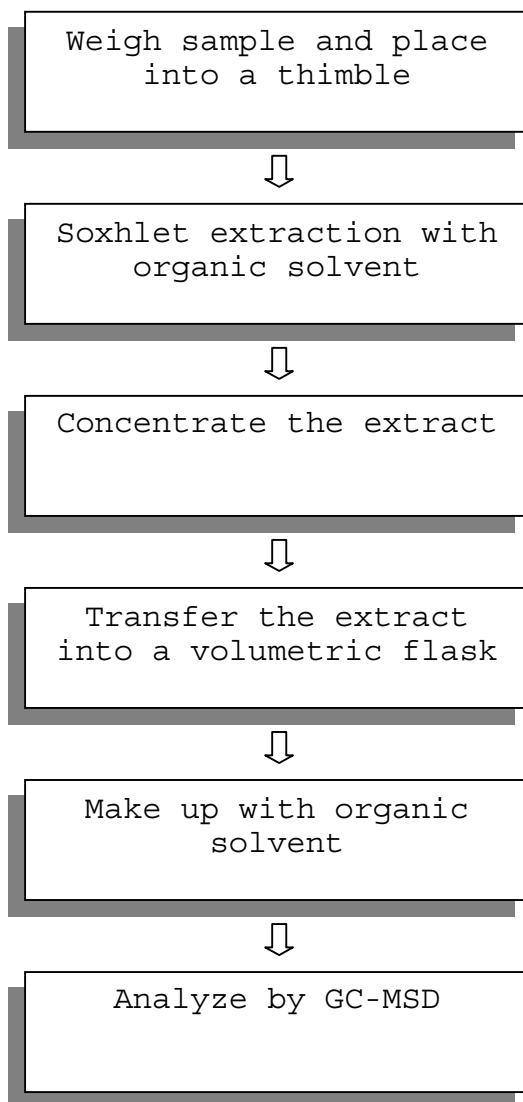 Weigh sample and place
into a thimble
Soxhlet extraction with
organic solvent
Concentrate the extract
Transfer the extract
into a volumetric flask
Make up with organic
solvent
Analyze by GC-MSD